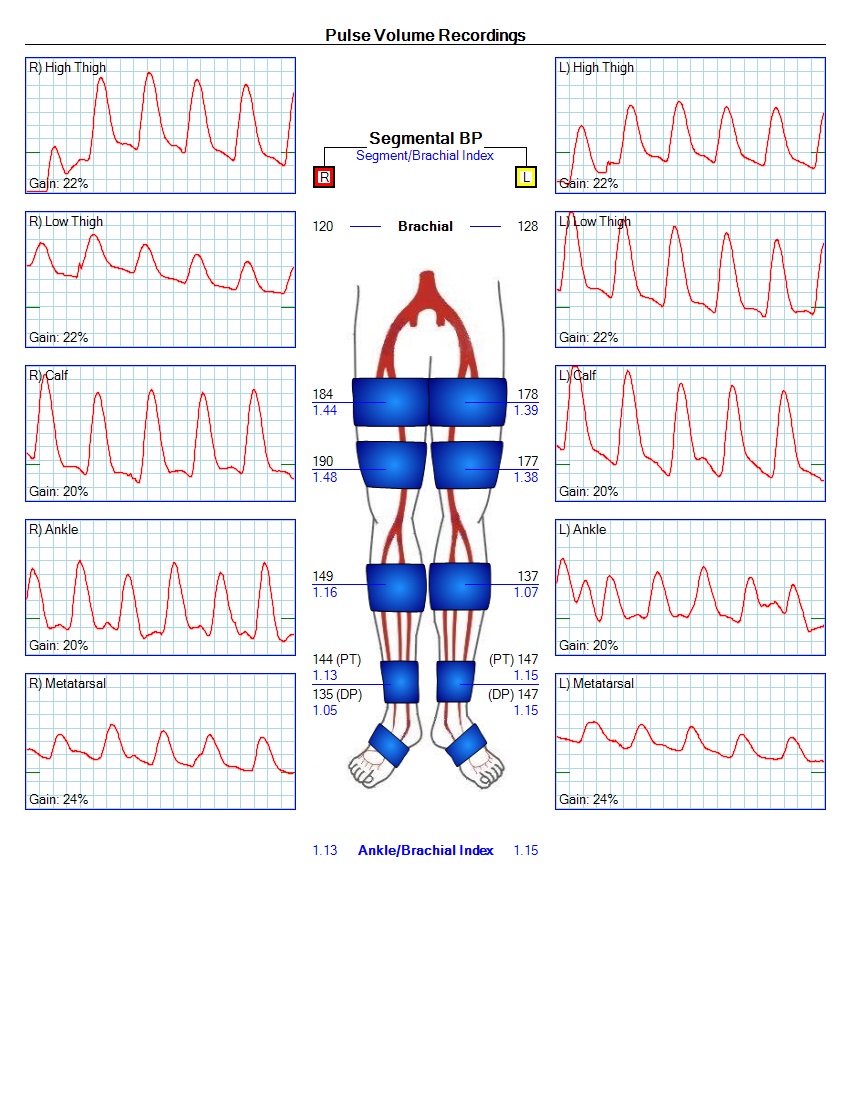 Pulse Volume Recordings
R) High Thigh
Gain: 22%
L) High Thigh
Gain: 22%
Segmental BP
Segment/Brachial Index
R
L
120 Brachial 128
R) Low Thigh
Gain: 22%
L) Low Thigh
Gain: 22%
R) Calf
Gain: 20%
L) Calf
Gain: 20%
184 178
1.44 1.39
190 177
1.48 1.38
R) Ankle
Gain: 20%
L) Ankle
Gain: 20%
149 137
1.16 1.07
144 (PT) (PT) 147
1.13 1.15
135 (DP) (DP) 147
1.05 1.15
R) Metatarsal
Gain: 24%
L) Metatarsal
Gain: 24%
1.13 Ankle/Brachial Index 1.15